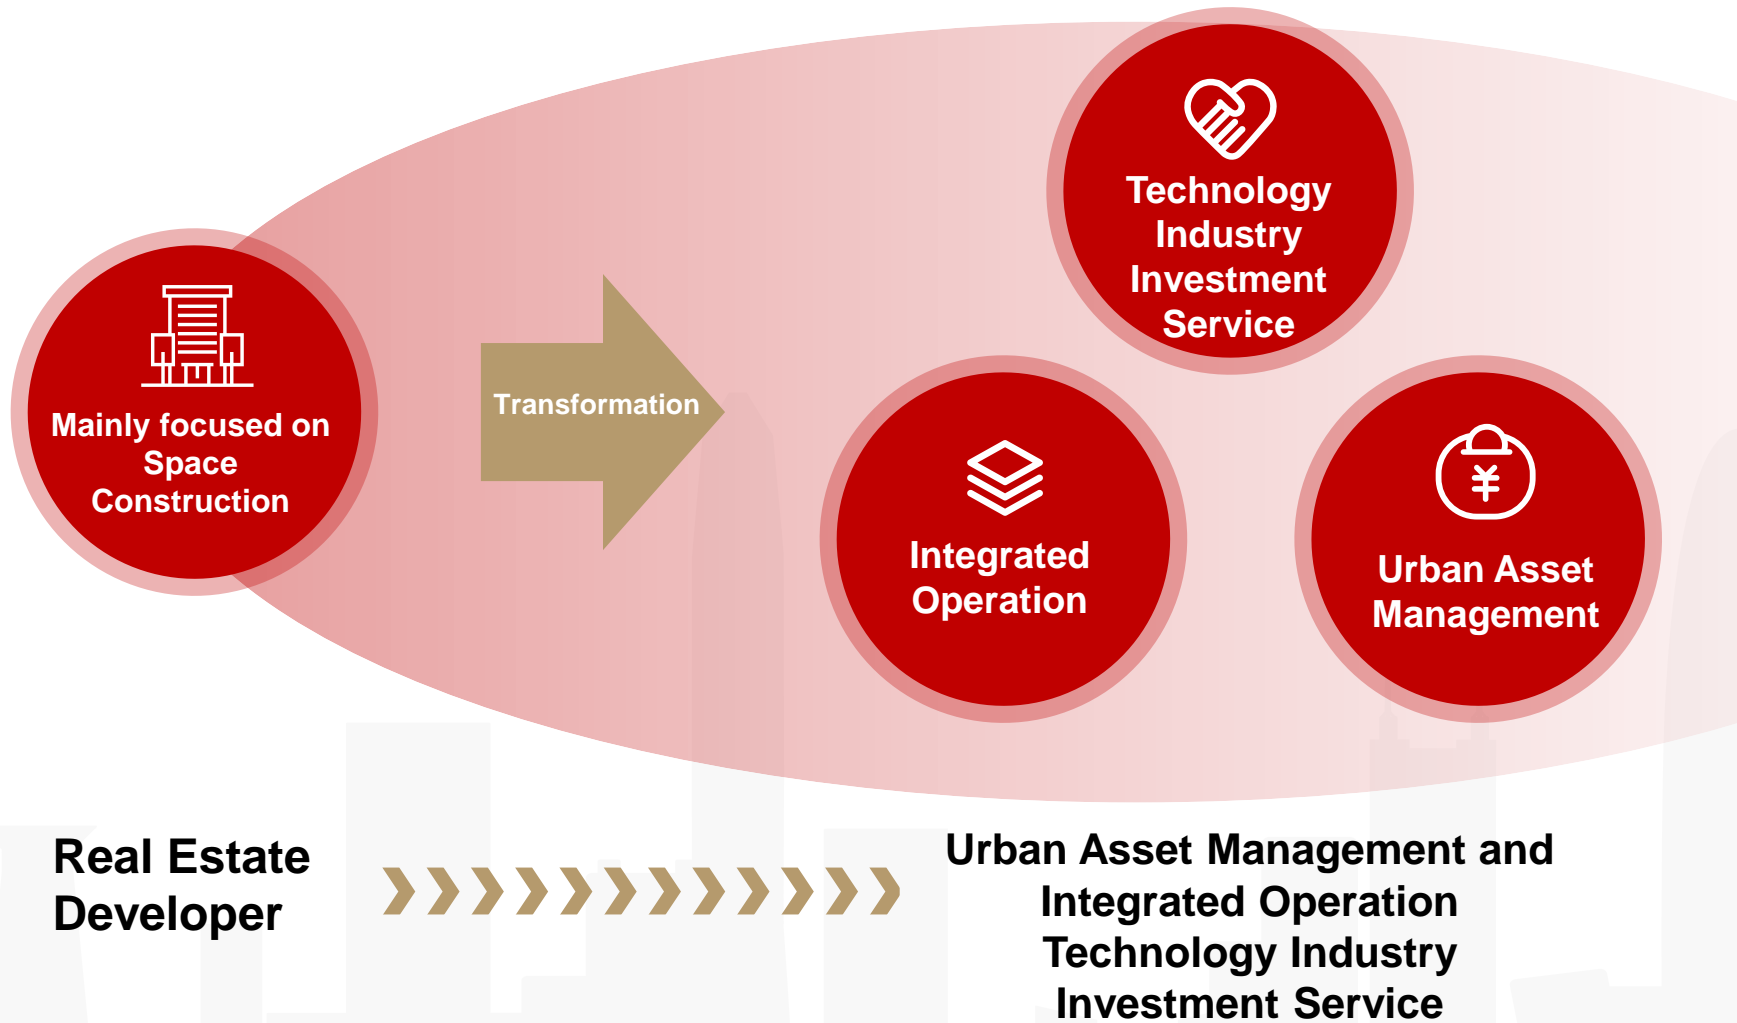 Technology
Industry
Investment
Service
Mainly focused on
Space
Construction
Transformation
Integrated
Operation
¥
Urban Asset
Management
Real Estate
Developer
Urban Asset Management and
Integrated Operation
Technology Industry
Investment Service